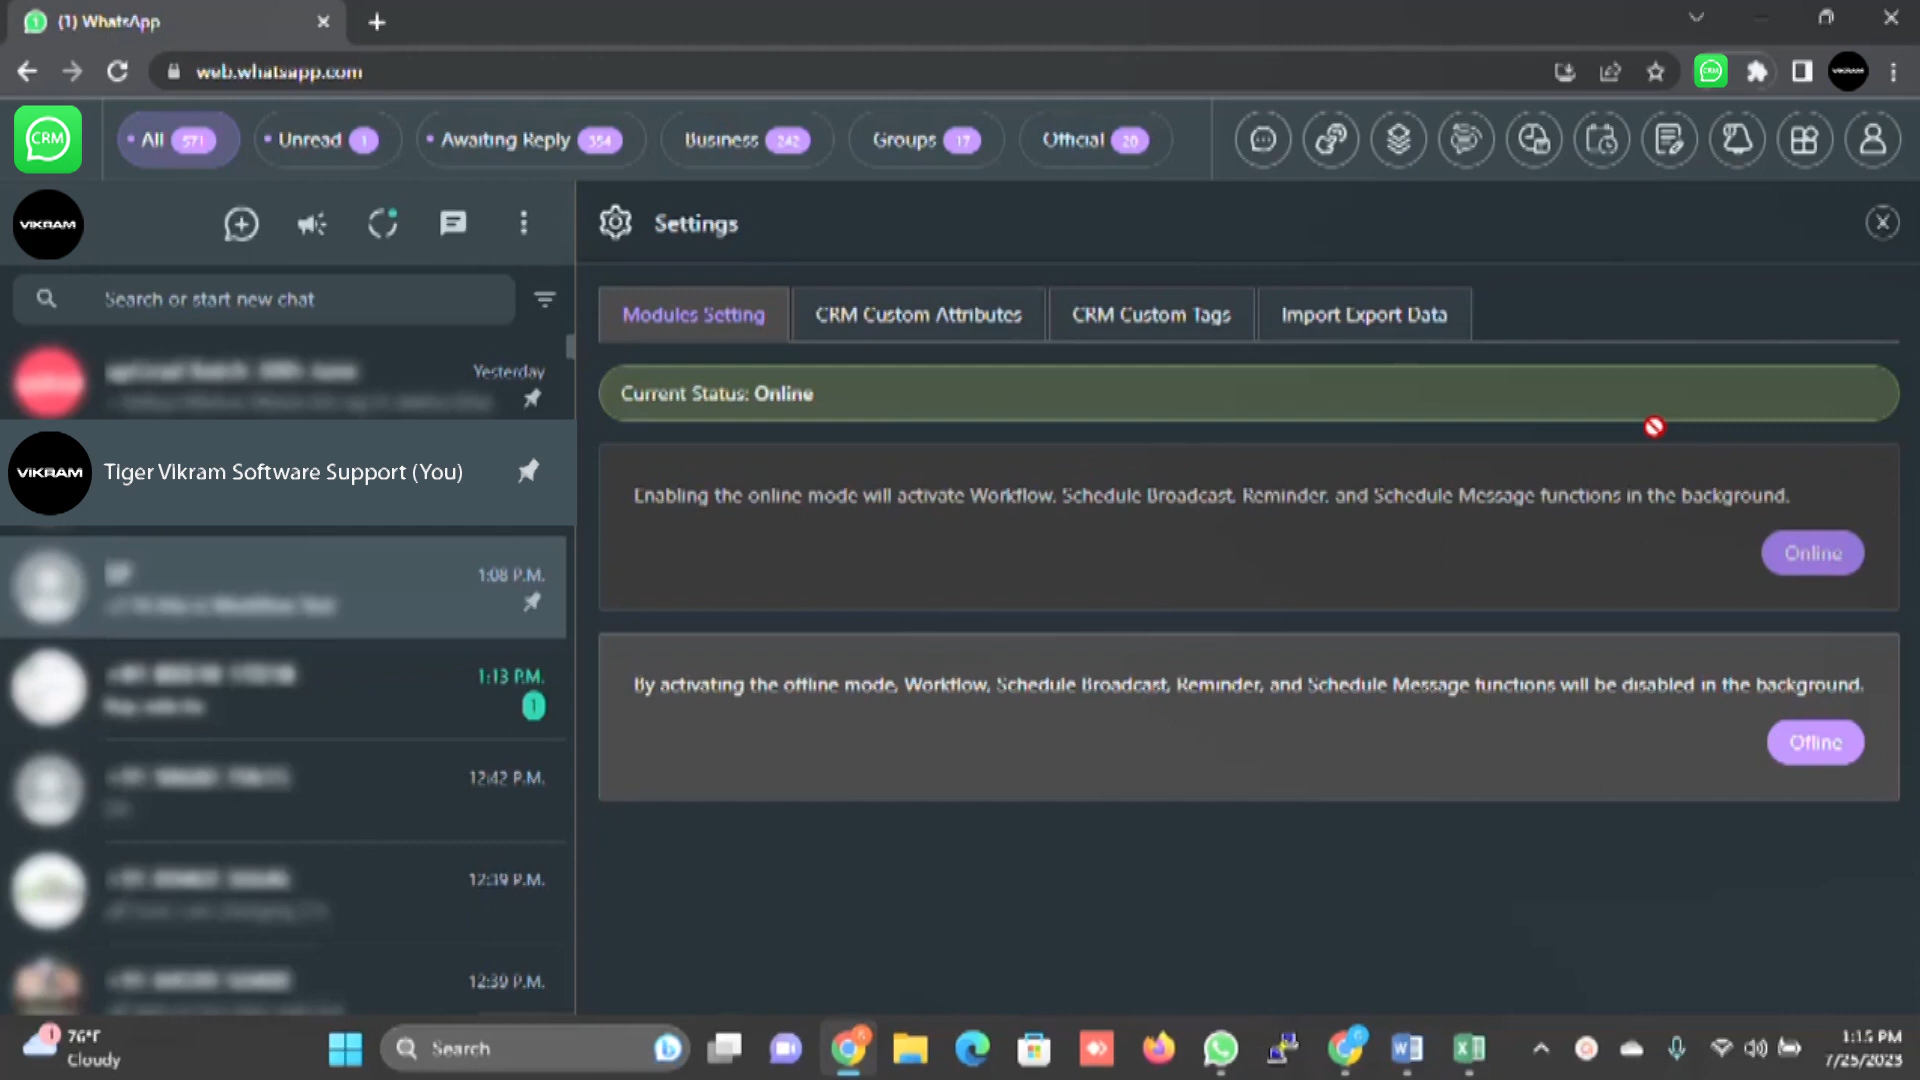 (1) WhatsApp
web.whatsapp.com
CRM
VIKRAM
CRM
All 571
Unread 1
Awaiting Reply 354
Business 242
Groups 17
Official 20
VIKRAM
Settings
Search or start new chat
Modules Setting
CRM Custom Attributes
CRM Custom Tags
Import Export Data
Yesterday
Current Status: Online
VIKRAM
Tiger Vikram Software Support (You)
Enabling the online mode will activate Workflow, Schedule Broadcast, Reminder, and Schedule Message functions in the background.
Online
1:08 P.M.
1:13 P.M.
1
By activating the offline mode, Workflow, Schedule Broadcast, Reminder, and Schedule Message functions will be disabled in the background.
Offline
12:42 P.M.
12:39 P.M.
12:39 P.M.
1
76°F
Cloudy
Search
1:15 PM
7/25/2023